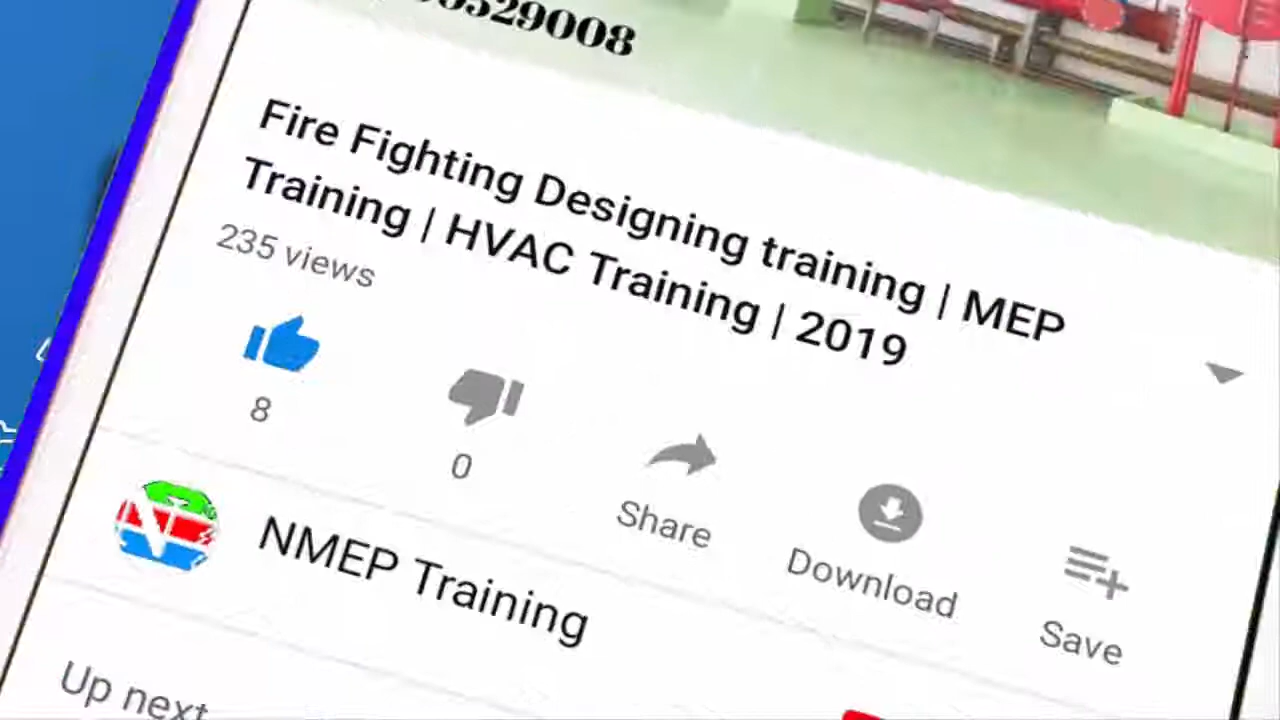 529008
Fire Fighting Designing training | MEP
Training | HVAC Training | 2019
235 views
8
0
Share
Download
Save
NMEP Training
Up next